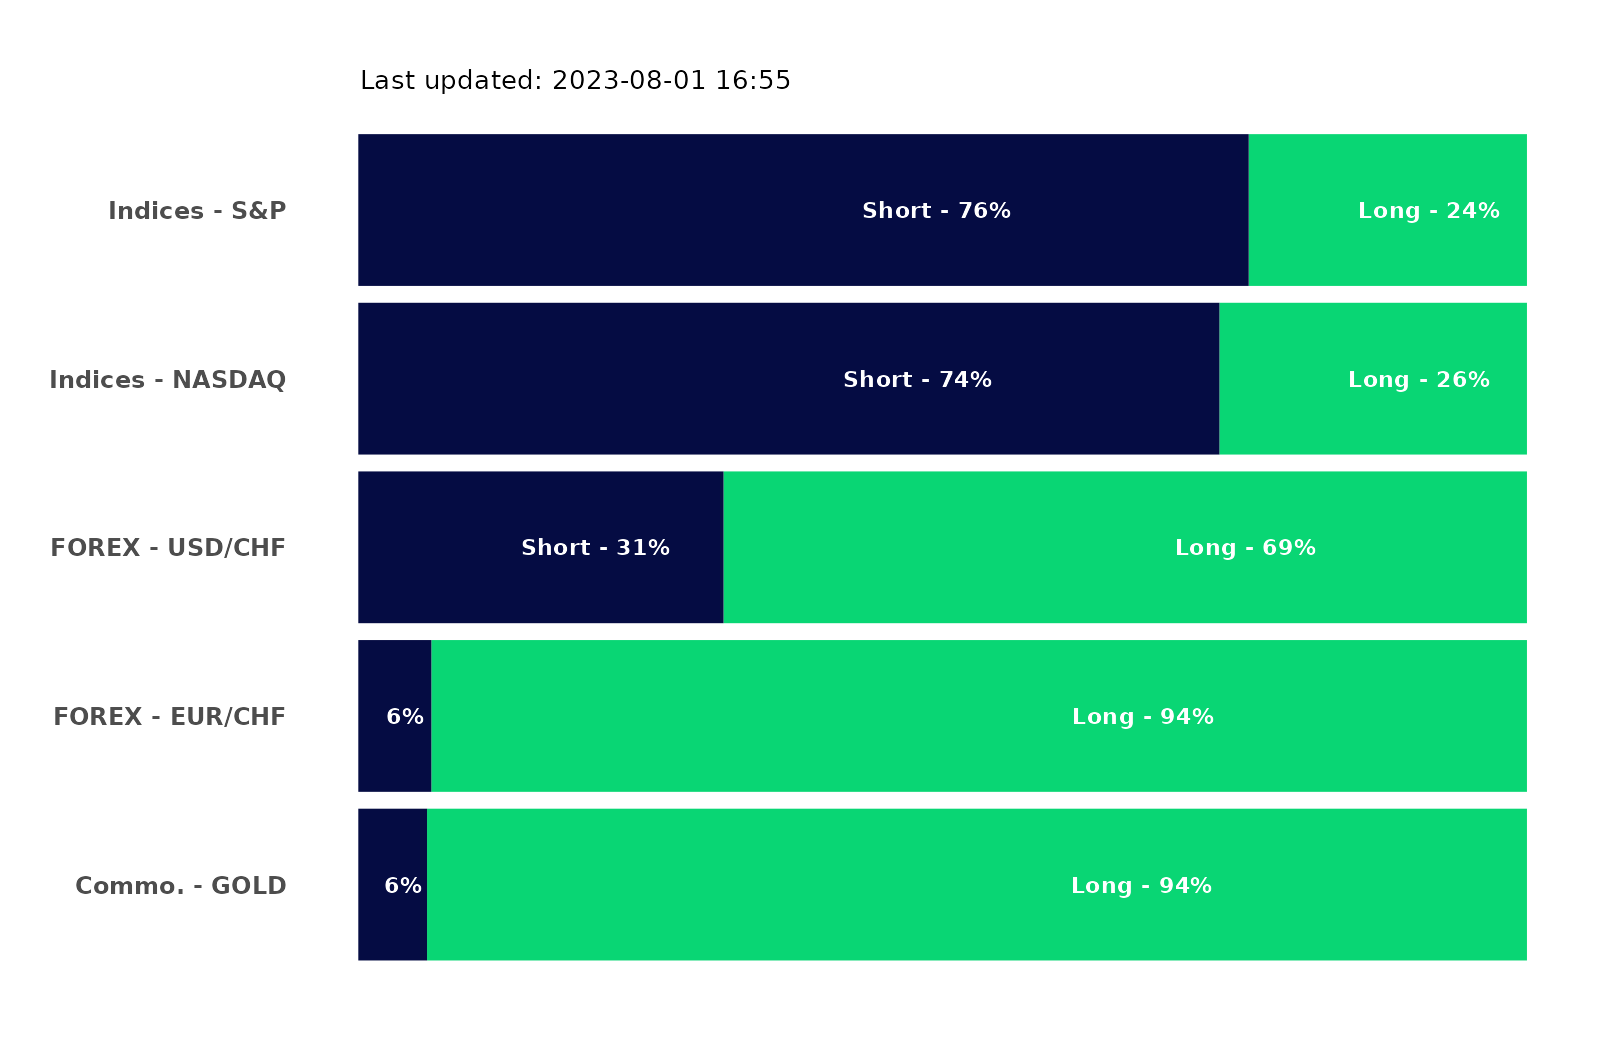 Last updated: 2023-08-01 16:55
Indices - S&P Short - 76% Long - 24%
Indices - NASDAQ Short - 74% Long - 26%
FOREX - USD/CHF Short - 31% Long - 69%
FOREX - EUR/CHF 6% Long - 94%
Commo. - GOLD 6% Long - 94%